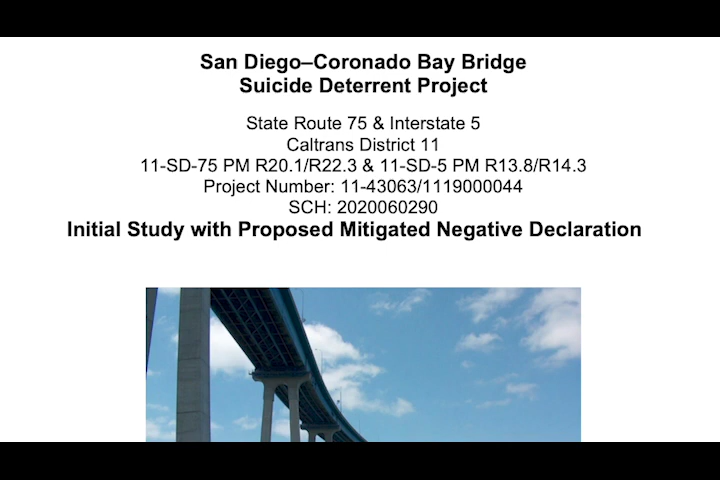 San Diego–Coronado Bay Bridge
Suicide Deterrent Project
State Route 75 & Interstate 5
Caltrans District 11
11-SD-75 PM R20.1/R22.3 & 11-SD-5 PM R13.8/R14.3
Project Number: 11-43063/1119000044
SCH: 2020060290
Initial Study with Proposed Mitigated Negative Declaration